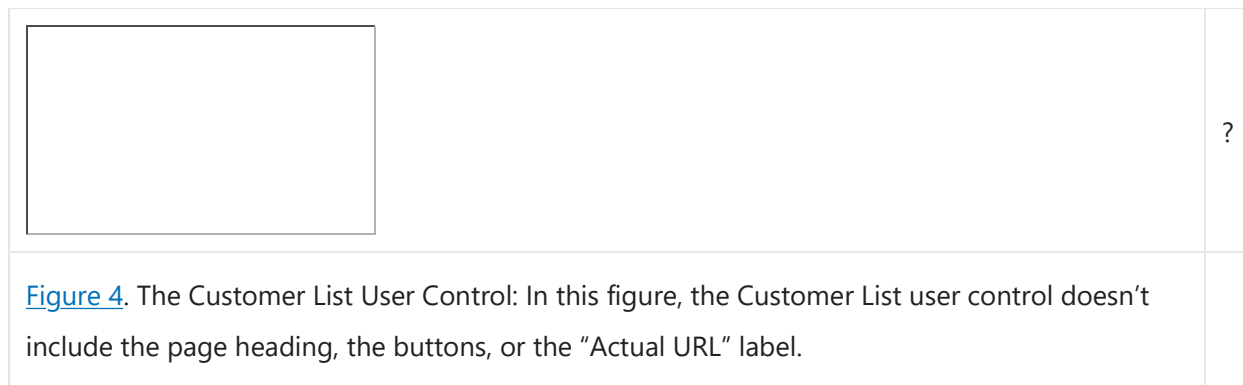 ?
Figure 4. The Customer List User Control: In this figure, the Customer List user control doesn’t
include the page heading, the buttons, or the “Actual URL” label.